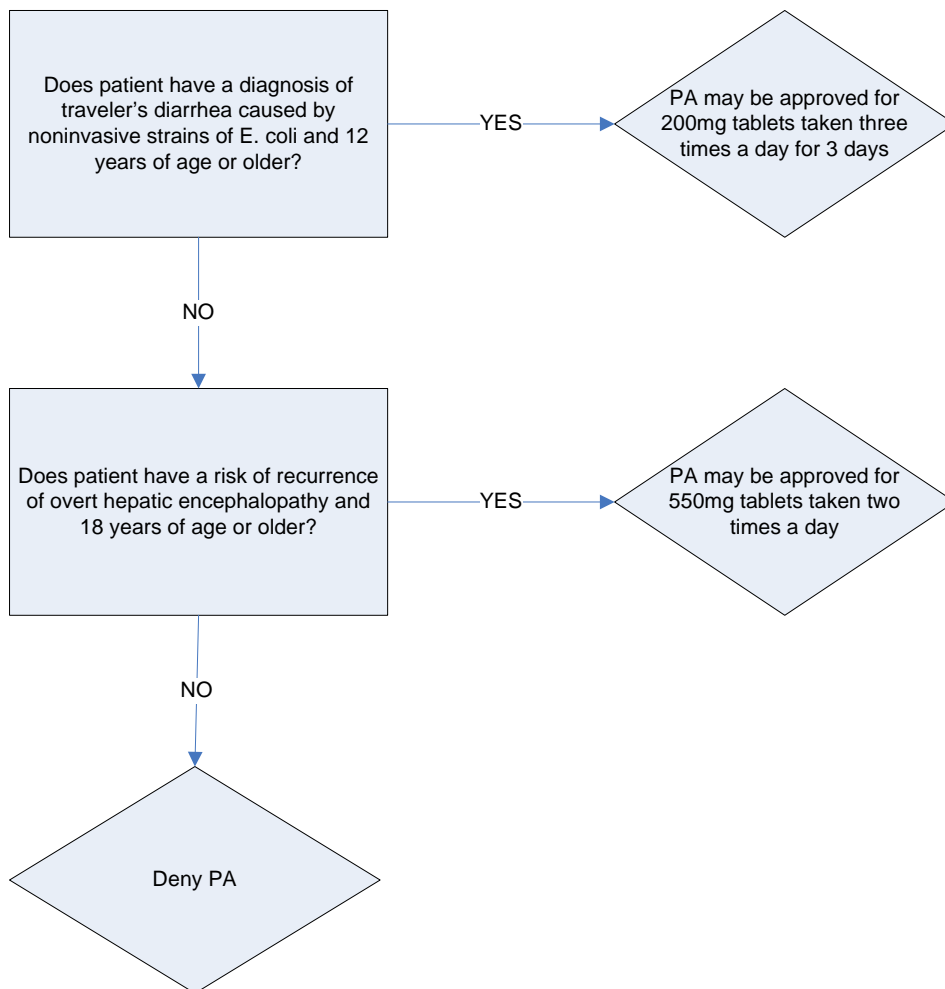 Does patient have a diagnosis of
traveler's diarrhea caused by
noninvasive strains of E. coli and 12
years of age or older?
YES
PA may be approved for
200mg tablets taken three
times a day for 3 days
NO
Does patient have a risk of recurrence
of overt hepatic encephalopathy and
18 years of age or older?
YES
PA may be approved for
550mg tablets taken two
times a day
NO
Deny PA